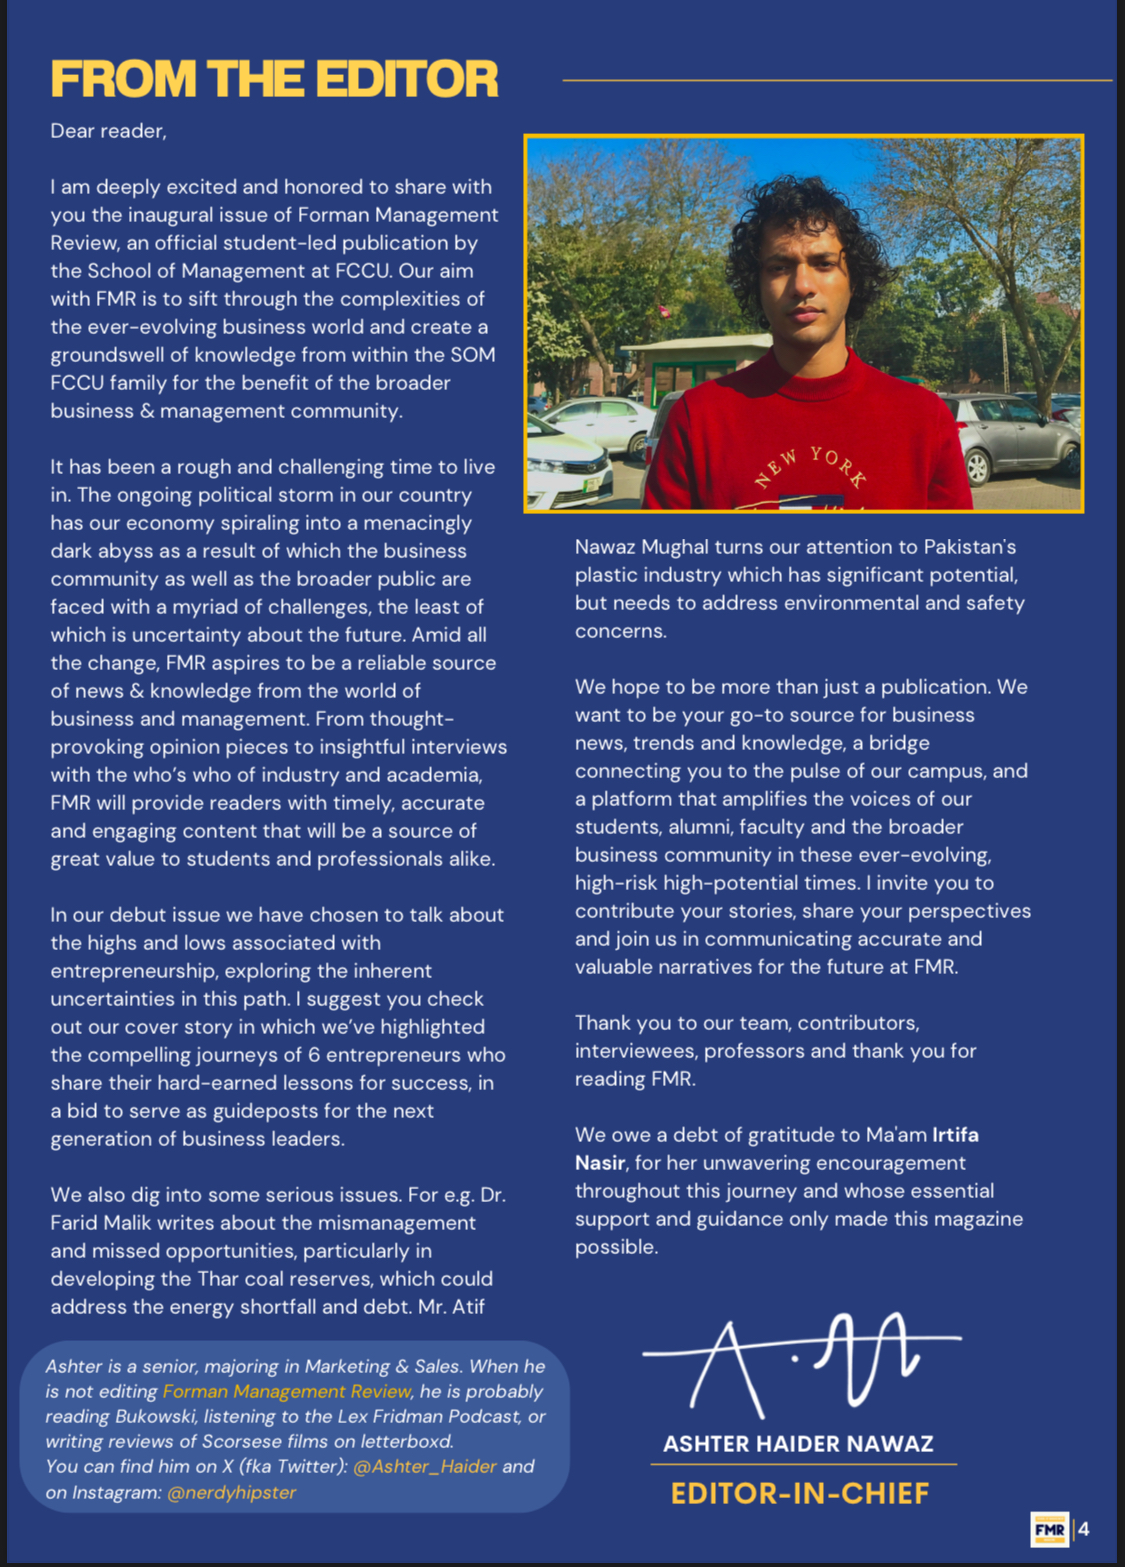 FROM THE EDITOR
Dear reader,
I am deeply excited and honored to share with
you the inaugural issue of Forman Management
Review, an official student-led publication by
the School of Management at FCCU. Our aim
with FMR is to sift through the complexities of
the ever-evolving business world and create a
groundswell of knowledge from within the SOM
FCCU family for the benefit of the broader
business & management community.
It has been a rough and challenging time to live
in. The ongoing political storm in our country
has our economy spiraling into a menacingly
dark abyss as a result of which the business
community as well as the broader public are
faced with a myriad of challenges, the least of
which is uncertainty about the future. Amid all
the change, FMR aspires to be a reliable source
of news & knowledge from the world of
business and management. From thought-
provoking opinion pieces to insightful interviews
with the who's who of industry and academia,
FMR will provide readers with timely, accurate
and engaging content that will be a source of
great value to students and professionals alike.
In our debut issue we have chosen to talk about
the highs and lows associated with
entrepreneurship, exploring the inherent
uncertainties in this path. I suggest you check
out our cover story in which we've highlighted
the compelling journeys of 6 entrepreneurs who
share their hard-earned lessons for success, in
a bid to serve as guideposts for the next
generation of business leaders.
We also dig into some serious issues. For e.g. Dr.
Farid Malik writes about the mismanagement
and missed opportunities, particularly in
developing the Thar coal reserves, which could
address the energy shortfall and debt. Mr. Atif
NEW YORK
Nawaz Mughal turns our attention to Pakistan's
plastic industry which has significant potential,
but needs to address environmental and safety
concerns.
We hope to be more than just a publication. We
want to be your go-to source for business
news, trends and knowledge, a bridge
connecting you to the pulse of our campus, and
a platform that amplifies the voices of our
students, alumni, faculty and the broader
business community in these ever-evolving,
high-risk high-potential times. I invite you to
contribute your stories, share your perspectives
and join us in communicating accurate and
valuable narratives for the future at FMR.
Thank you to our team, contributors,
interviewees, professors and thank you for
reading FMR.
We owe a debt of gratitude to Ma'am Irtifa
Nasir, for her unwavering encouragement
throughout this journey and whose essential
support and guidance only made this magazine
possible.
ASHTER HAIDER NAWAZ
EDITOR-IN-CHIEF
Ashter is a senior, majoring in Marketing & Sales. When he
is not editing Forman Management Review, he is probably
reading Bukowski, listening to the Lex Fridman Podcast, or
writing reviews of Scorsese films on letterboxd.
You can find him on X (fka Twitter): @Ashter_Haider and
on Instagram: @nerdyhipster
FMR | 4